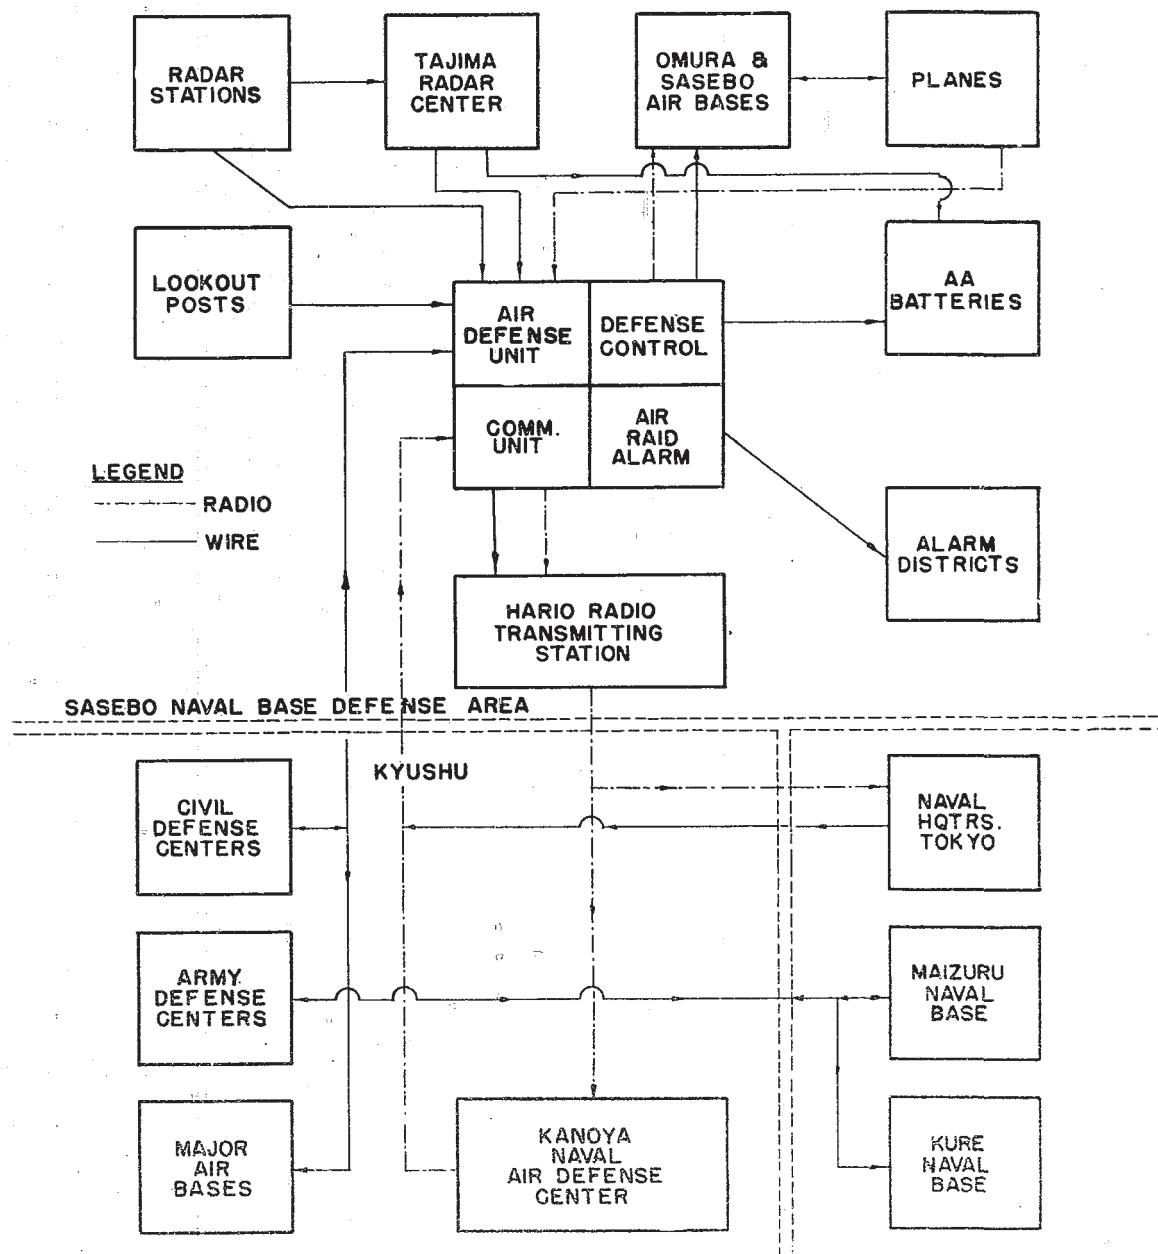 RADAR
STATIONS
TAJIMA
RADAR
CENTER
OMURA &
SASEBO
AIR BASES
PLANES
LOOKOUT
POSTS
AIR
DEFENSE
UNIT
DEFENSE
CONTROL
AA
BATTERIES
COMM.
UNIT
AIR
RAID
ALARM
LEGEND
RADIO
WIRE
ALARM
DISTRICTS
HARIO RADIO
TRANSMITTING
STATION
SASEBO NAVAL BASE DEFENSE AREA
KYUSHU
CIVIL
DEFENSE
CENTERS
NAVAL
HQTRS.
TOKYO
ARMY
DEFENSE
CENTERS
MAIZURU
NAVAL
BASE
MAJOR
AIR
BASES
KANOYA
NAVAL
AIR DEFENSE
CENTER
KURE
NAVAL
BASE